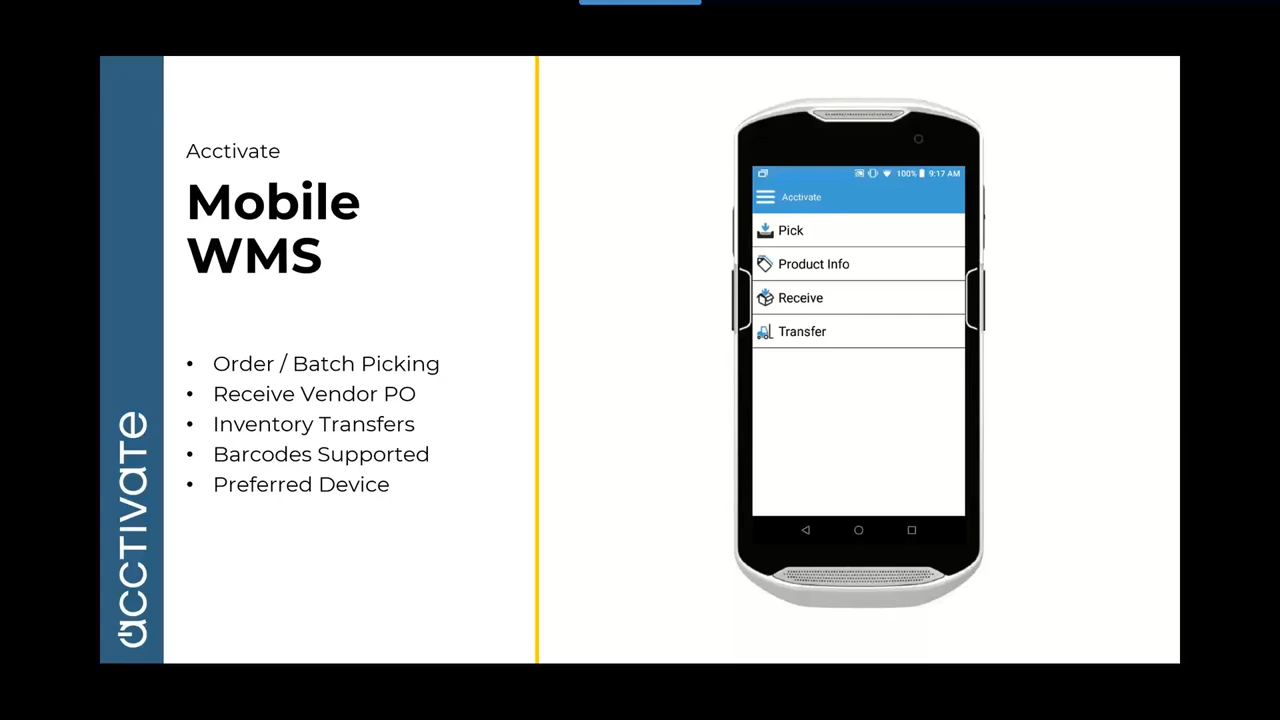 Acctivate
Mobile
WMS
• Order / Batch Picking
• Receive Vendor PO
• Inventory Transfers
• Barcodes Supported
• Preferred Device
acctivate
100% 9:17 AM
Acctivate
Pick
Product Info
Receive
Transfer